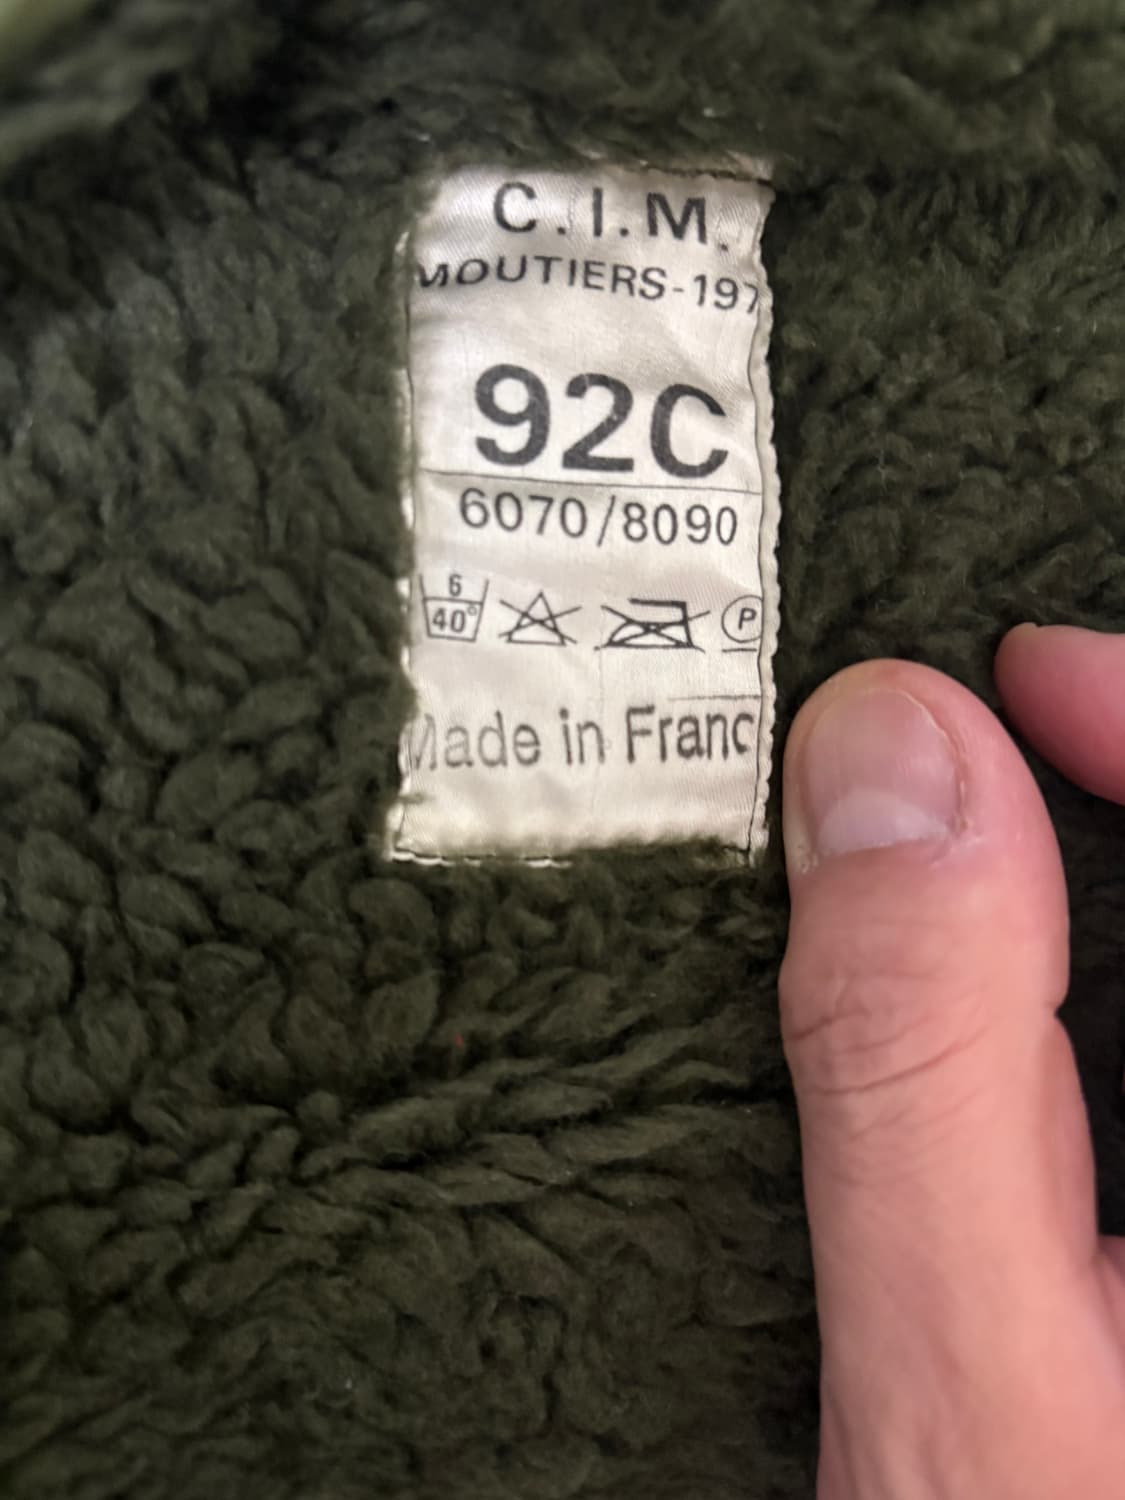 C.I.M.
MOUTIERS-197
92C
6070/8090
6
40°
P
Made in Franc